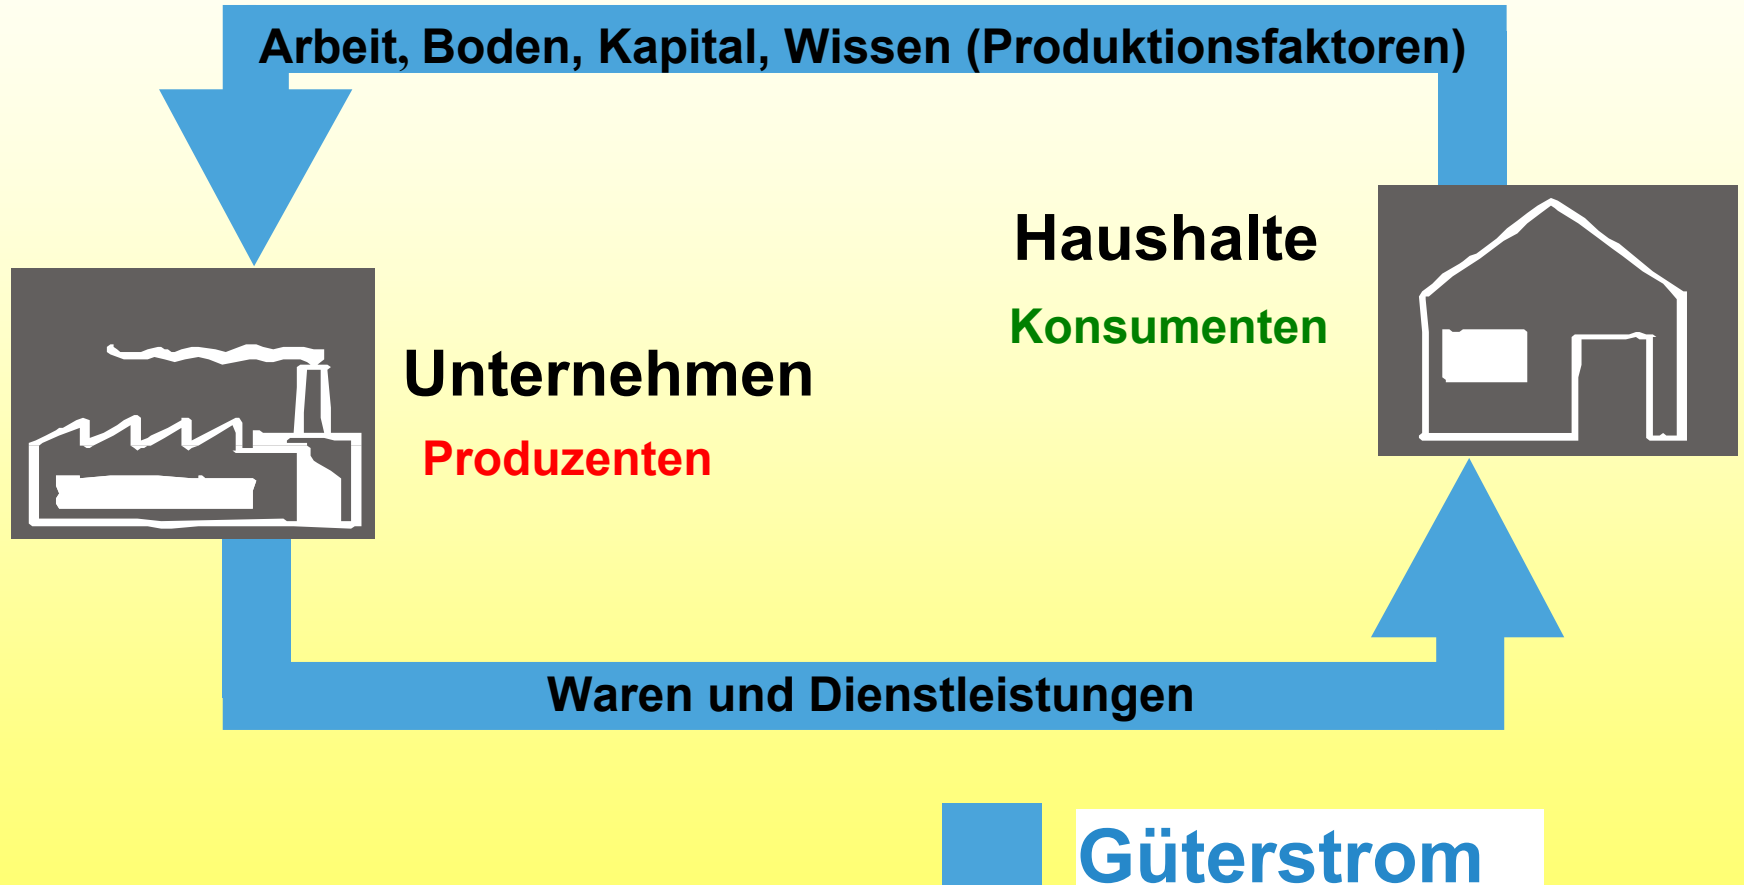 Arbeit, Boden, Kapital, Wissen (Produktionsfaktoren)
Haushalte
Konsumenten
Unternehmen
Produzenten
Waren und Dienstleistungen
Güterstrom